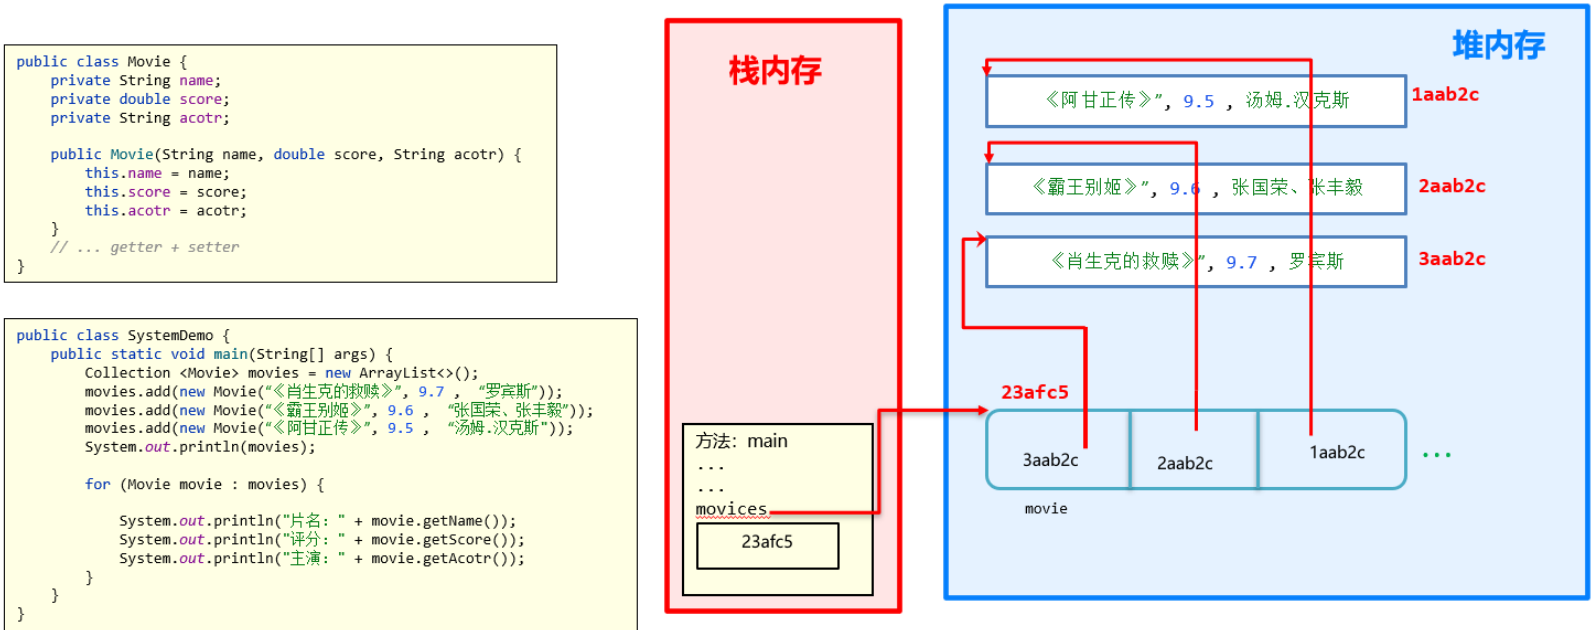 public class Movie {
    private String name;
    private double score;
    private String acotr;
    public Movie(String name, double score, String acotr) {
        this.name = name;
        this.score = score;
        this.acotr = acotr;
    }
    // ... getter + setter
}
public class SystemDemo {
    public static void main(String[] args) {
        Collection <Movie> movies = new ArrayList<>();
        movies.add(new Movie(“《肖生克的救赎》”, 9.7 , “罗宾斯”));
        movies.add(new Movie(“《霸王别姬》”, 9.6 , “张国荣、张丰毅”));
        movies.add(new Movie(“《阿甘正传》”, 9.5 , “汤姆.汉克斯"));
        System.out.println(movies);
        for (Movie movie : movies) {
            System.out.println("片名：" + movie.getName());
            System.out.println("评分：" + movie.getScore());
            System.out.println("主演：" + movie.getAcotr());
        }
    }
}
栈内存
方法：main
...
...
movices
23afc5
堆内存
《阿甘正传》”, 9.5 , 汤姆.汉克斯 1aab2c
《霸王别姬》”, 9.6 , 张国荣、张丰毅 2aab2c
《肖生克的救赎》”, 9.7 , 罗宾斯 3aab2c
23afc5
3aab2c 2aab2c 1aab2c ...
movie